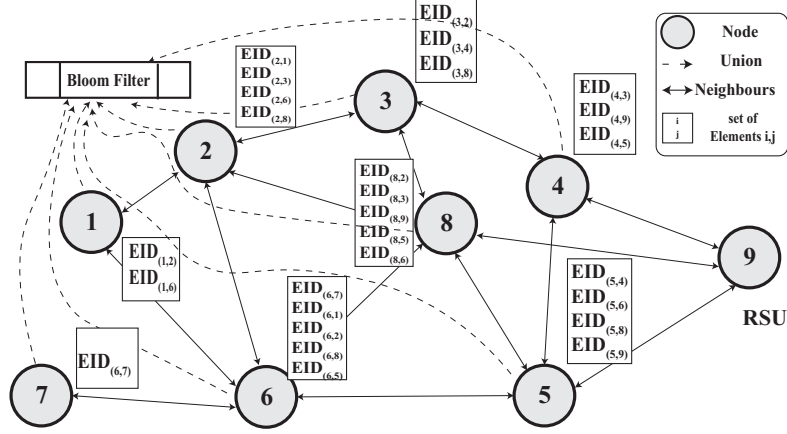 EID(3,2)
EID(3,4)
EID(3,8)
Node
Union
Neighbours
i
j
set of
Elements i,j
Bloom Filter
EID(2,1)
EID(2,3)
EID(2,6)
EID(2,8)
EID(4,3)
EID(4,9)
EID(4,5)
3
2
4
EID(8,2)
EID(8,3)
EID(8,9)
EID(8,5)
EID(8,6)
1
8
9
RSU
EID(1,2)
EID(1,6)
EID(6,7)
EID(6,1)
EID(6,2)
EID(6,8)
EID(6,5)
EID(5,4)
EID(5,6)
EID(5,8)
EID(5,9)
EID(6,7)
7
6
5